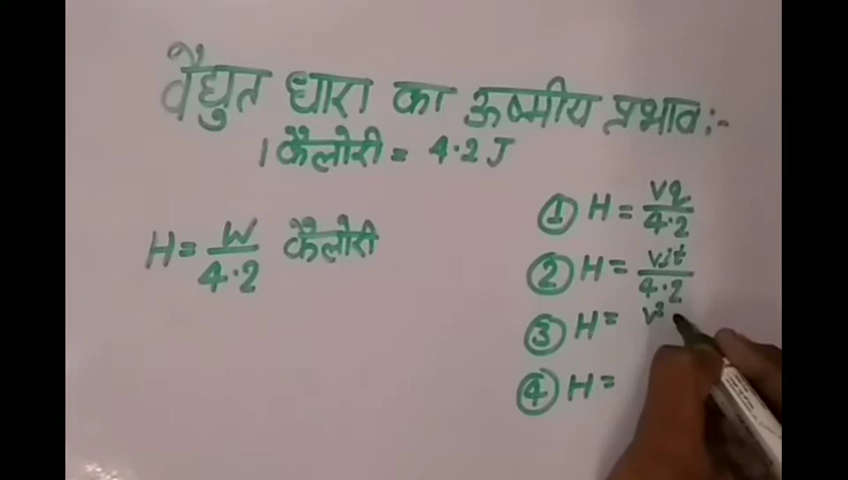 वैद्युत धारा का ऊष्मीय प्रभाव:-
1 कैलोरी = 4.2 J
H = W/4.2 कैलोरी
① H = Vq/4.2
② H = Vit/4.2
③ H = V²
④ H =